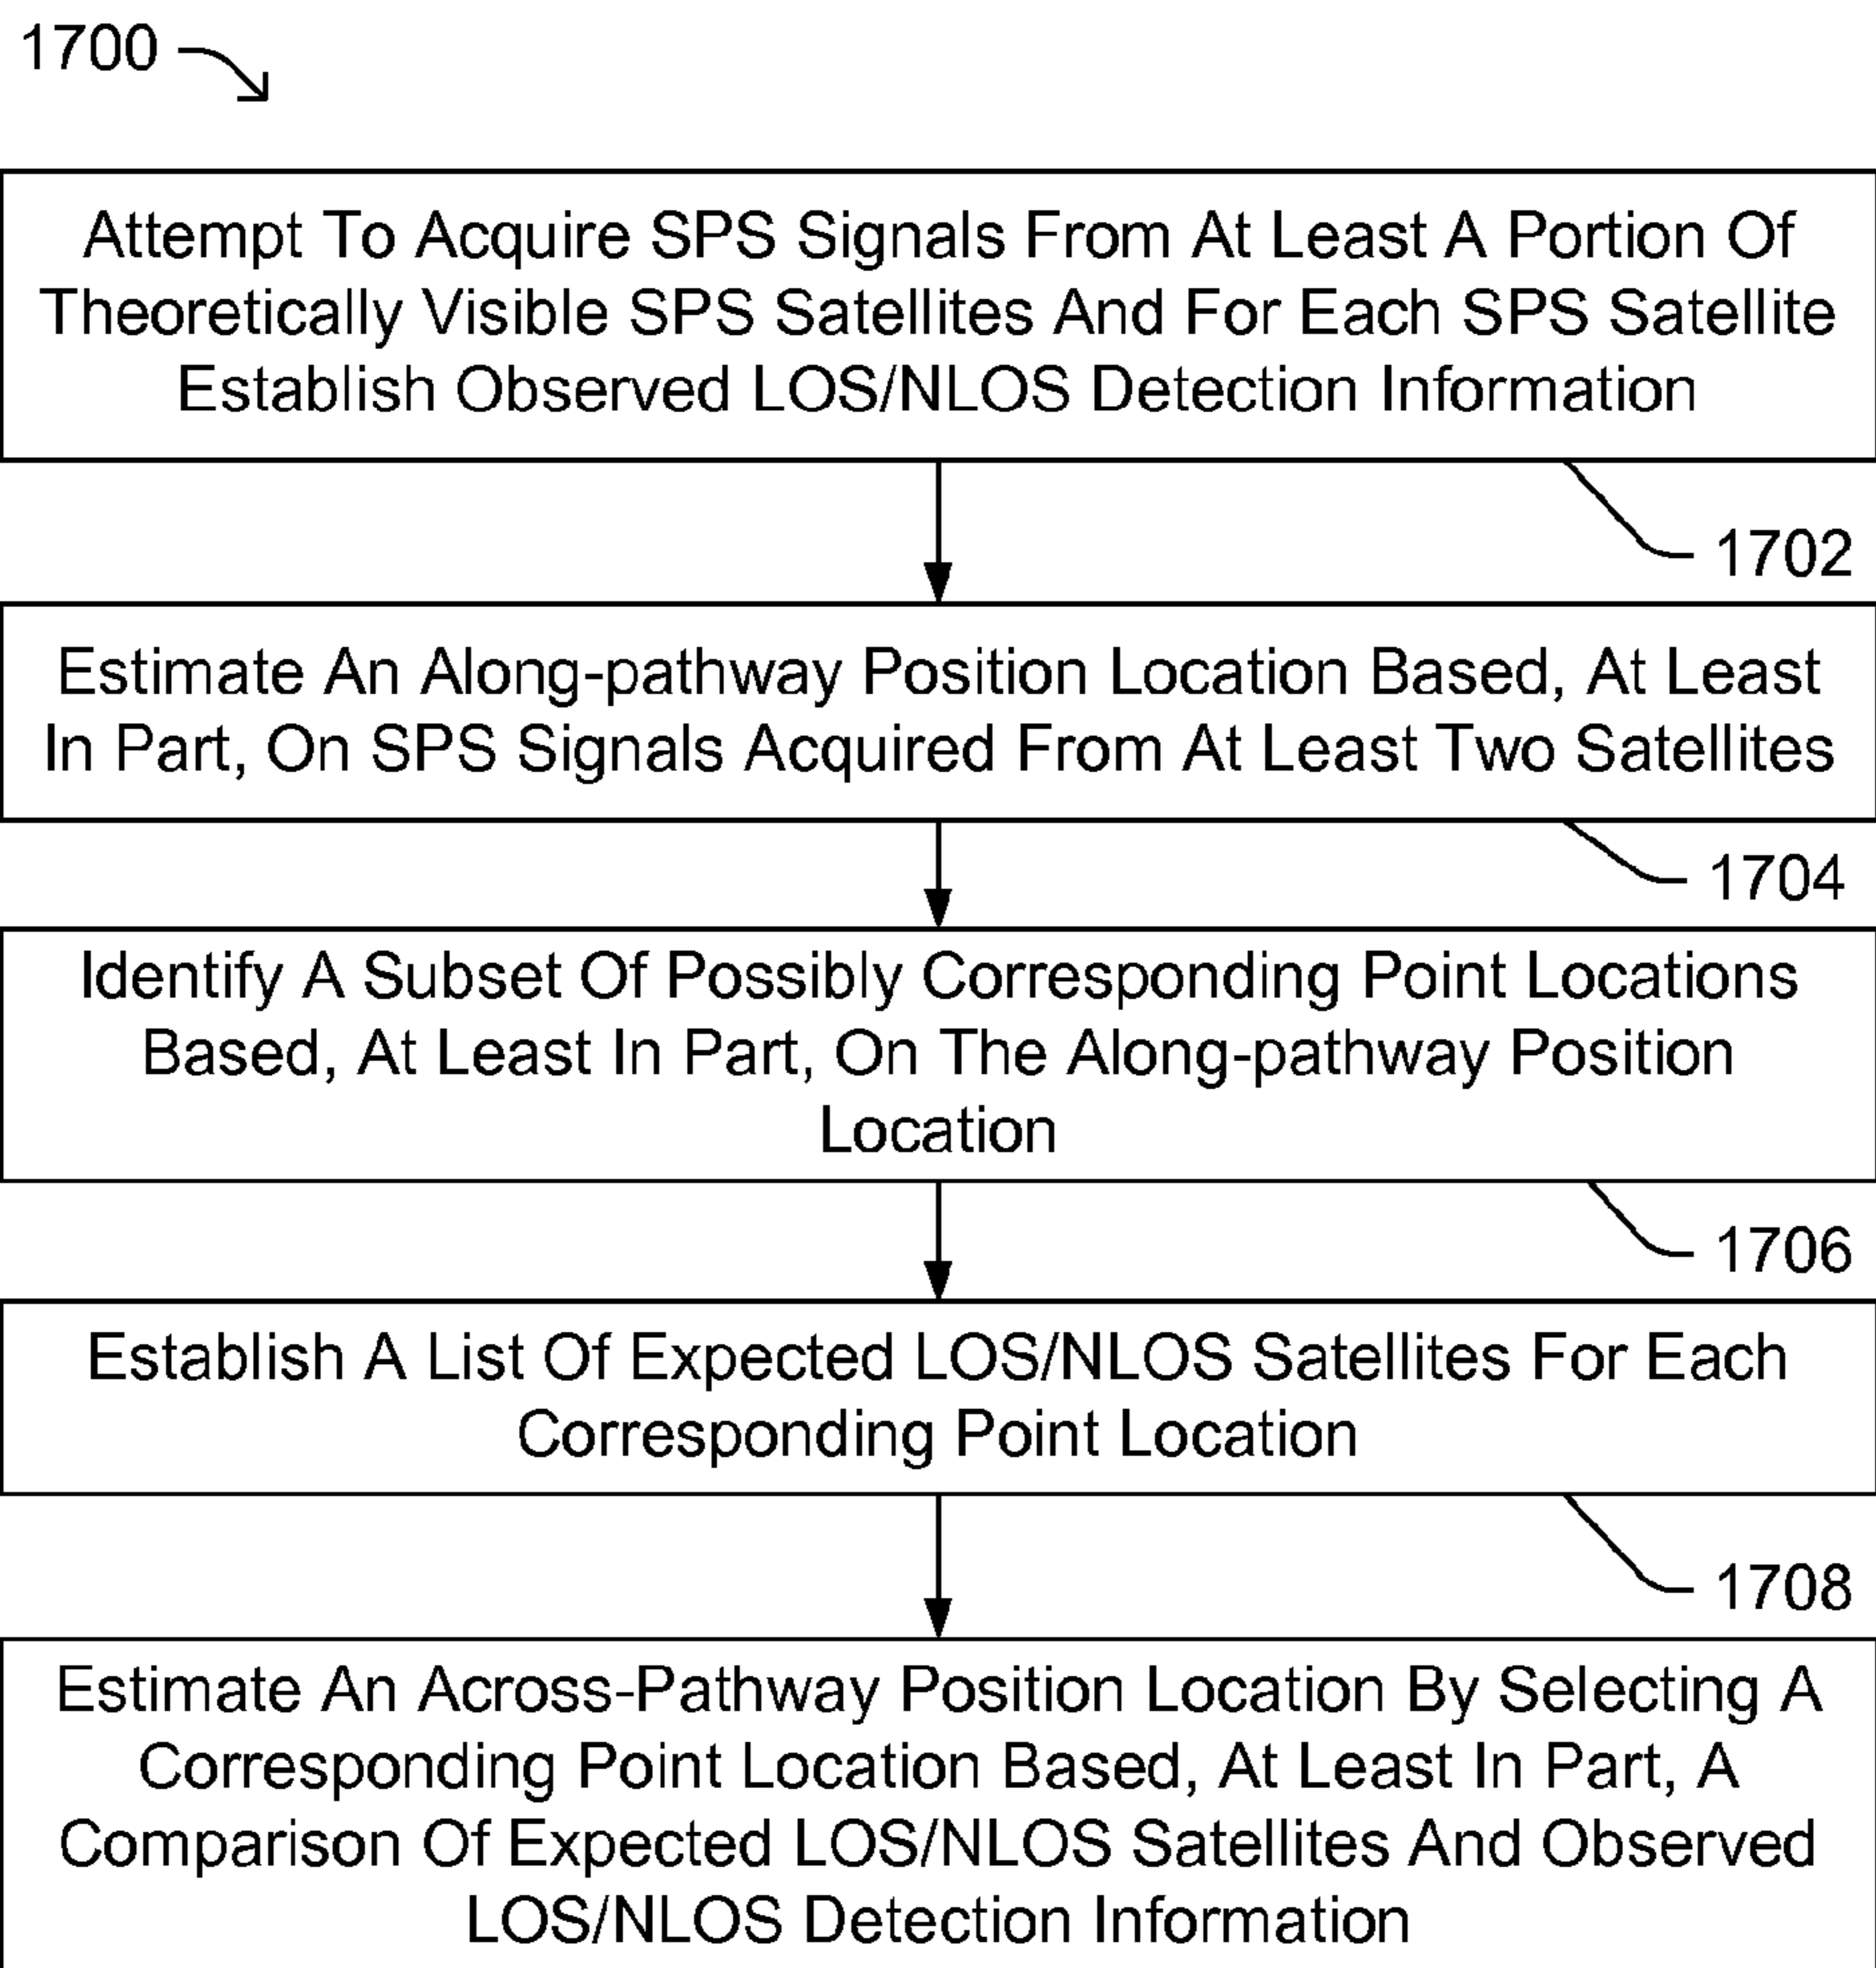 1700
Attempt To Acquire SPS Signals From At Least A Portion Of
Theoretically Visible SPS Satellites And For Each SPS Satellite
Establish Observed LOS/NLOS Detection Information
1702
Estimate An Along-pathway Position Location Based, At Least
In Part, On SPS Signals Acquired From At Least Two Satellites
1704
Identify A Subset Of Possibly Corresponding Point Locations
Based, At Least In Part, On The Along-pathway Position
Location
1706
Establish A List Of Expected LOS/NLOS Satellites For Each
Corresponding Point Location
1708
Estimate An Across-Pathway Position Location By Selecting A
Corresponding Point Location Based, At Least In Part, A
Comparison Of Expected LOS/NLOS Satellites And Observed
LOS/NLOS Detection Information